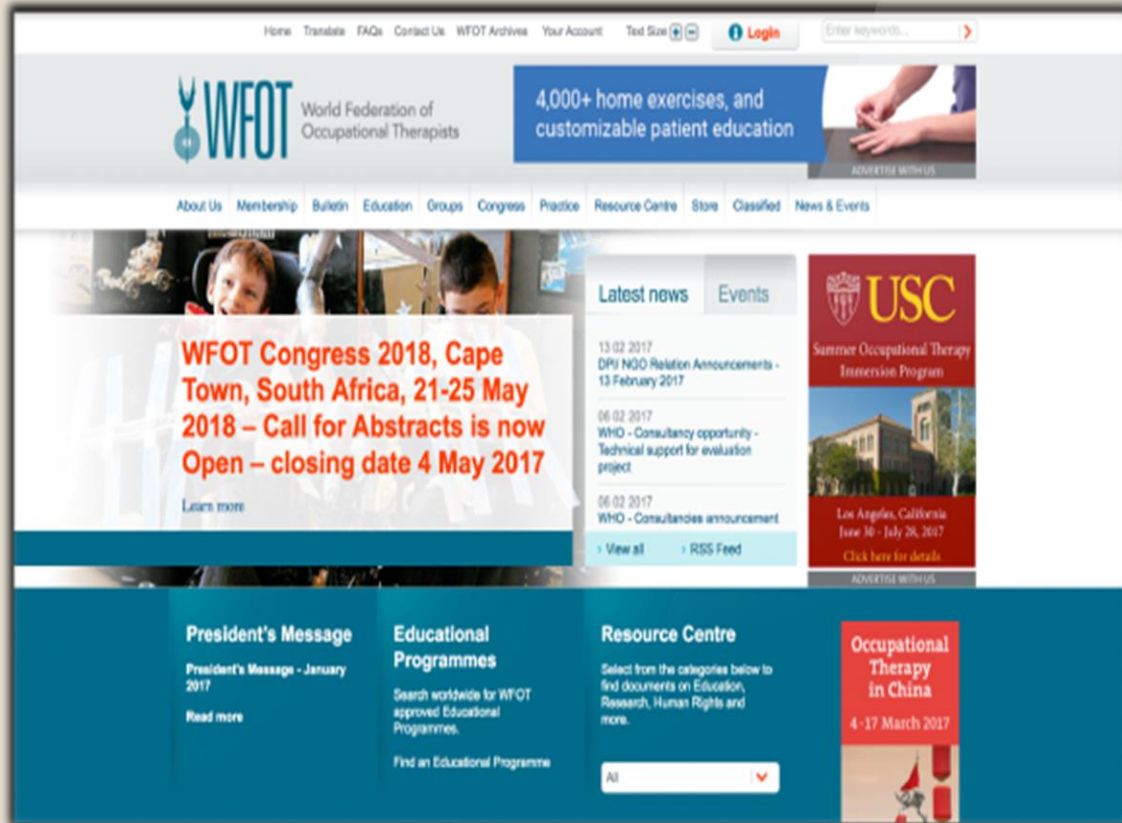 Home Translate FAQs Contact Us WFOT Archives Your Account Text Size + − Login Enter keywords...
WFOT
World Federation of
Occupational Therapists
4,000+ home exercises, and
customizable patient education
ADVERTISE WITH US
About Us Membership Bulletin Education Groups Congress Practice Resource Centre Store Classified News & Events
WFOT Congress 2018, Cape
Town, South Africa, 21-25 May
2018 – Call for Abstracts is now
Open – closing date 4 May 2017
Learn more
Latest news Events
13 02 2017
DPI/ NGO Relation Announcements -
13 February 2017
06 02 2017
WHO - Consultancy opportunity -
Technical support for evaluation
project
06 02 2017
WHO - Consultancies announcement
› View all › RSS Feed
USC
Summer Occupational Therapy
Immersion Program
Los Angeles, California
June 30 - July 28, 2017
Click here for details
ADVERTISE WITH US
President's Message
President's Message - January
2017
Read more
Educational
Programmes
Search worldwide for WFOT
approved Educational
Programmes.
Find an Educational Programme
Resource Centre
Select from the categories below to
find documents on Education,
Research, Human Rights and
more.
All
Occupational
Therapy
in China
4 -17 March 2017